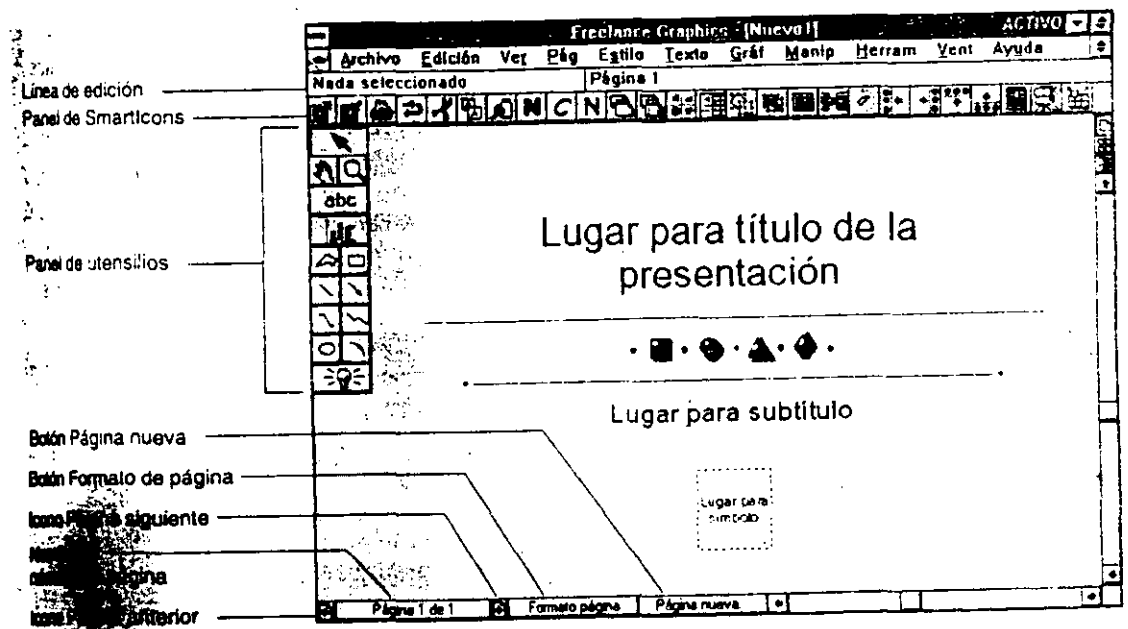 Freelance Graphics - [Nuevo1]
ACTIVO
Archivo Edición Ver Pág Estilo Texto Gráf Manip Herram Vent Ayuda
Nada seleccionado
Página 1
N C N
abc
Línea de edición
Panel de SmartIcons
Panel de utensilios
Botón Página nueva
Botón Formato de página
Icono Página siguiente
página
Icono anterior
Lugar para título de la
presentación
Lugar para subtítulo
Lugar para
símbolo
Página 1 de 1
Formato página
Página nueva